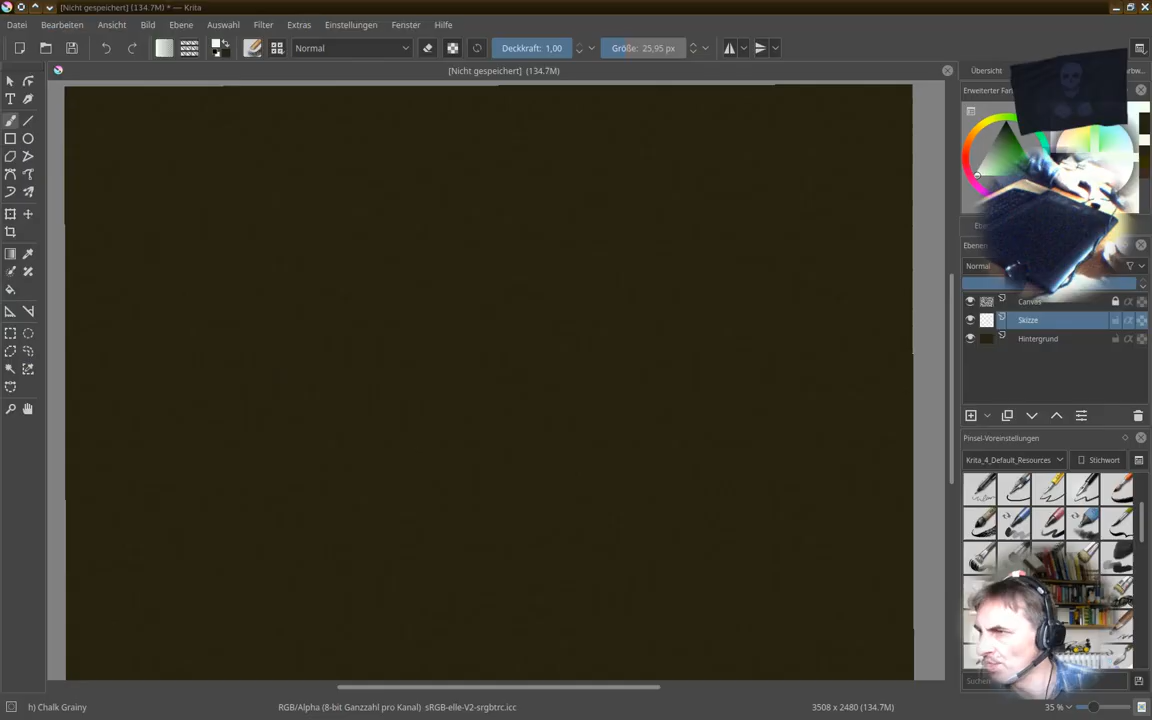 [Nicht gespeichert] (134.7M) * — Krita
Datei Bearbeiten Ansicht Bild Ebene Auswahl Filter Extras Einstellungen Fenster Hilfe
Normal Deckkraft: 1,00 Größe: 25,95 px
[Nicht gespeichert] (134.7M)
Übersicht
Erweiterter
Ebenen
Normal
Canvas
Skizze
Hintergrund
Pinsel-Voreinstellungen
Krita_4_Default_Resources Stichwort
Suchen
h) Chalk Grainy RGB/Alpha (8-bit Ganzzahl pro Kanal) sRGB-elle-V2-srgbtrc.icc 3508 x 2480 (134.7M) 35 %